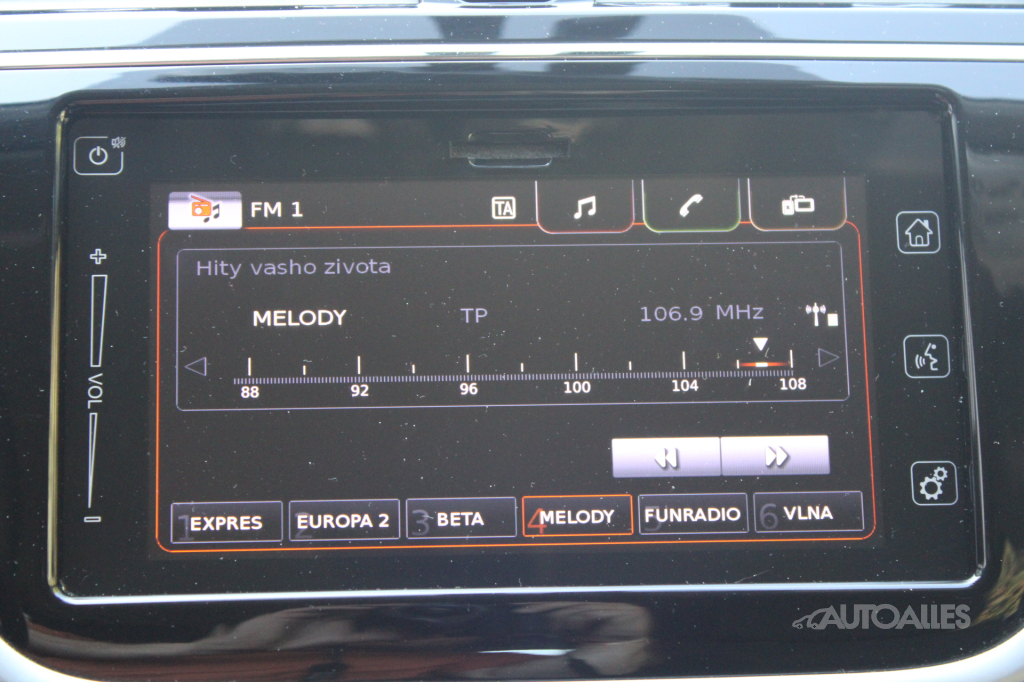 FM 1
TA
Hity vasho zivota
MELODY TP 106.9 MHz
88 92 96 100 104 108
VOL
1 EXPRES 2 EUROPA 2 3 BETA 4 MELODY 5 FUNRADIO 6 VLNA
AUTOALLES